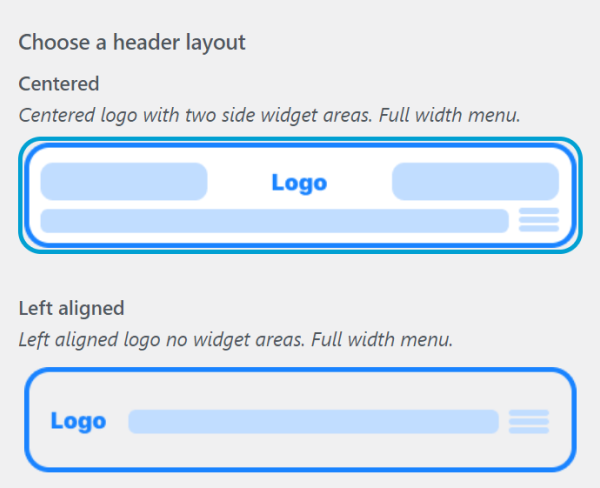 Choose a header layout
Centered
Centered logo with two side widget areas. Full width menu.
Logo
Left aligned
Left aligned logo no widget areas. Full width menu.
Logo